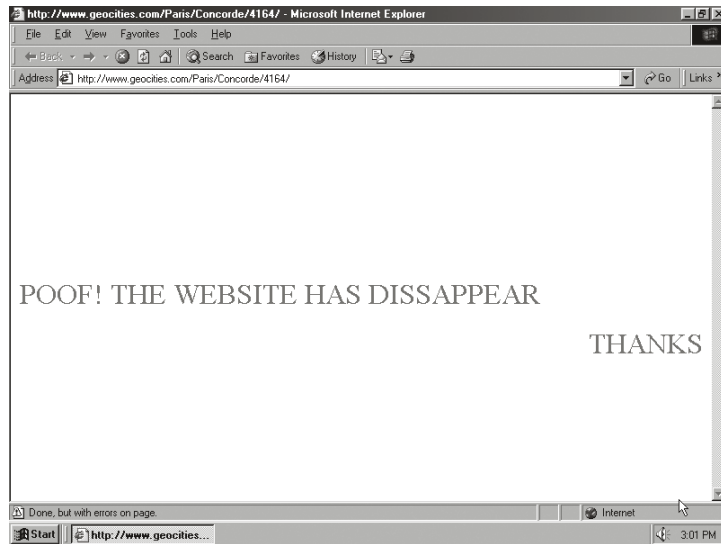 http://www.geocities.com/Paris/Concorde/4164/ - Microsoft Internet Explorer
File Edit View Favorites Tools Help
Back Search Favorites History
Address http://www.geocities.com/Paris/Concorde/4164/ Go Links »
POOF! THE WEBSITE HAS DISSAPPEAR
THANKS
Done, but with errors on page. Internet
Start http://www.geocities... 3:01 PM